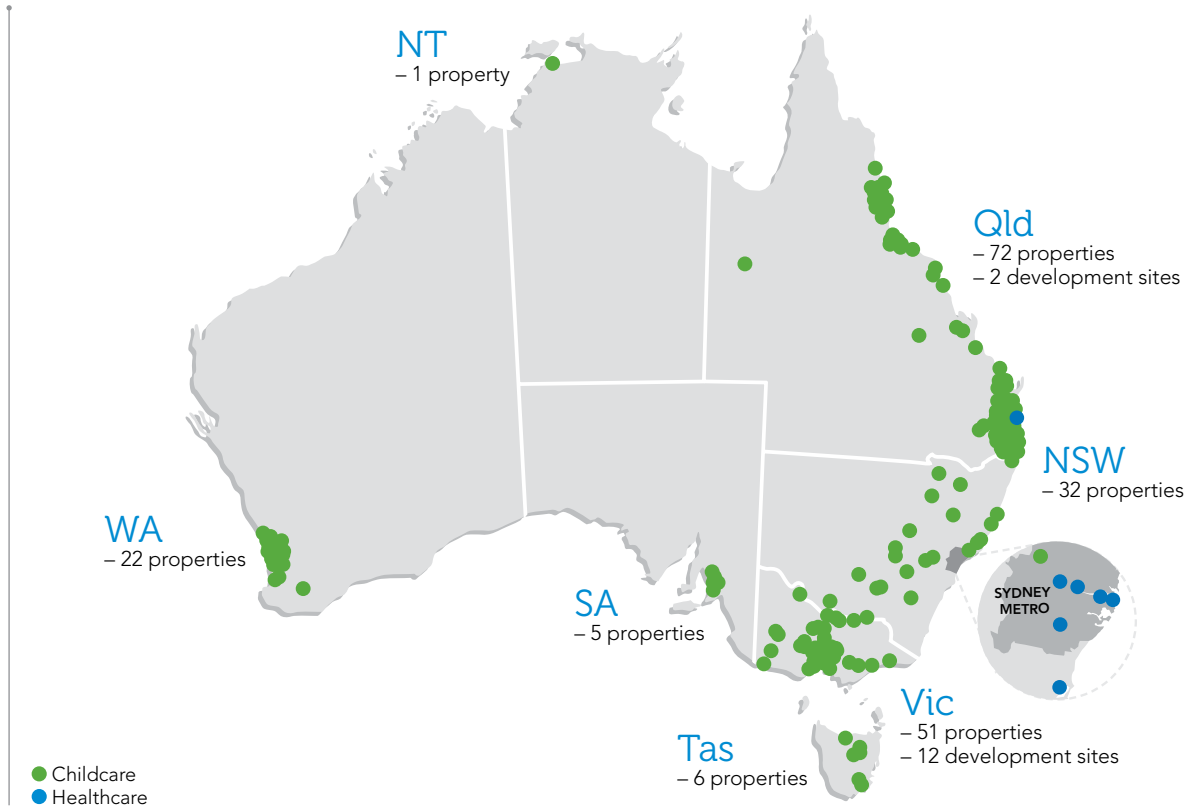 NT
– 1 property
Qld
– 72 properties
– 2 development sites
NSW
– 32 properties
WA
– 22 properties
SYDNEY
METRO
SA
– 5 properties
Vic
– 51 properties
– 12 development sites
Tas
– 6 properties
Childcare
Healthcare